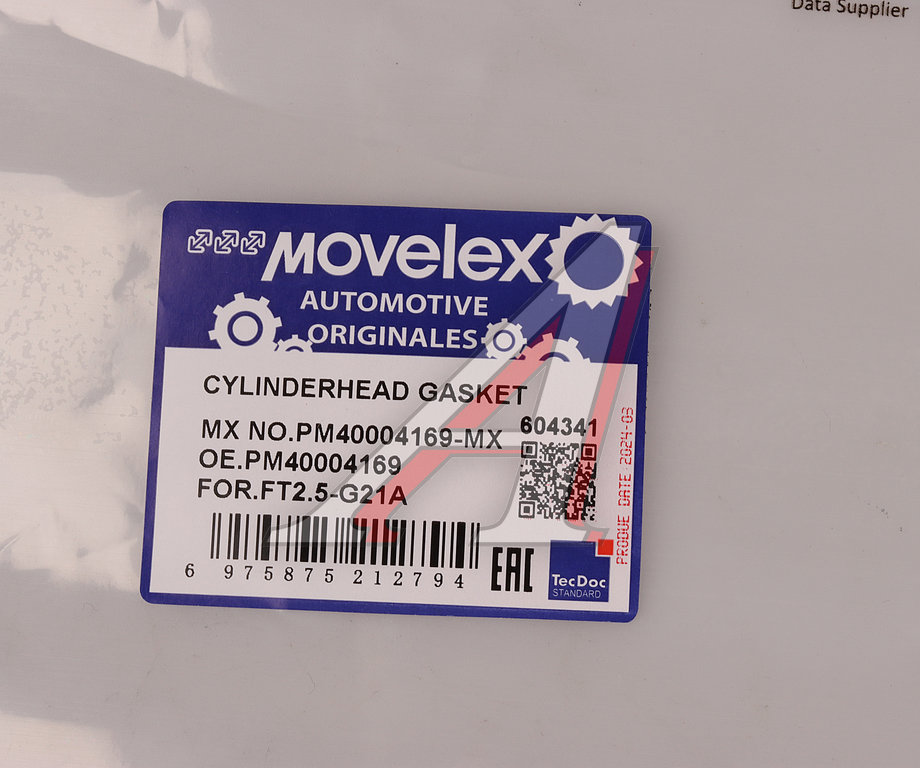 Data Supplier
MOVELEX
AUTOMOTIVE
ORIGINALES
CYLINDERHEAD GASKET
MX NO.PM40004169-MX
604341
OE.PM40004169
FOR.FT2.5-G21A
6 975875 212794
EAC
TecDoc
STANDARD
PRODUE DATE 2024-03